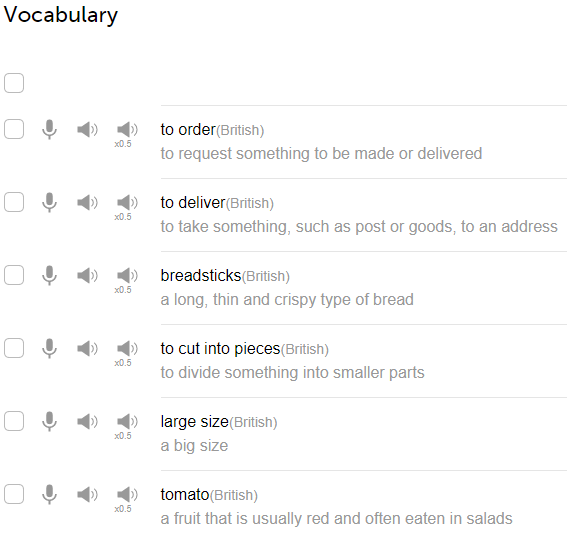 Vocabulary
to order(British)
x0.5
to request something to be made or delivered
to deliver(British)
x0.5
to take something, such as post or goods, to an address
breadsticks(British)
x0.5
a long, thin and crispy type of bread
to cut into pieces(British)
x0.5
to divide something into smaller parts
large size(British)
x0.5
a big size
tomato(British)
x0.5
a fruit that is usually red and often eaten in salads